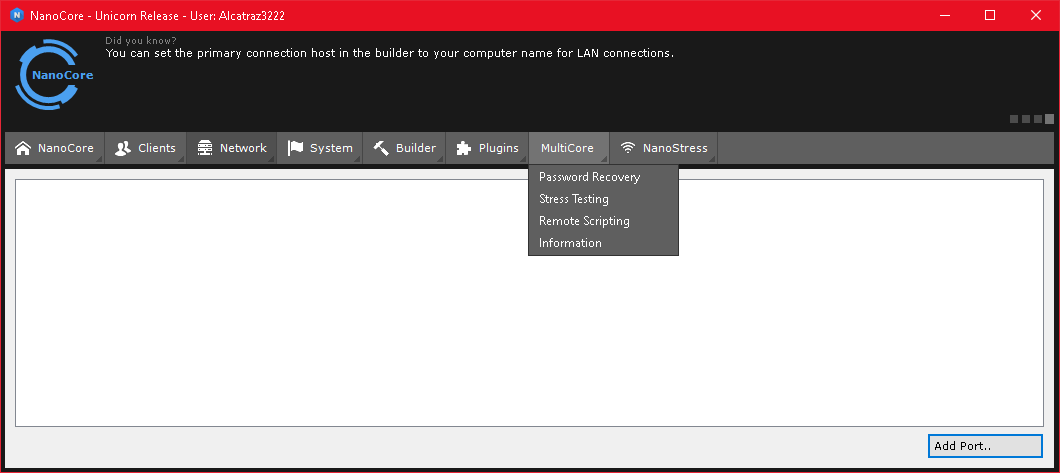 NanoCore - Unicorn Release - User: Alcatraz3222
Did you know?
You can set the primary connection host in the builder to your computer name for LAN connections.
NanoCore
NanoCore Clients Network System Builder Plugins MultiCore NanoStress
Password Recovery
Stress Testing
Remote Scripting
Information
Add Port..